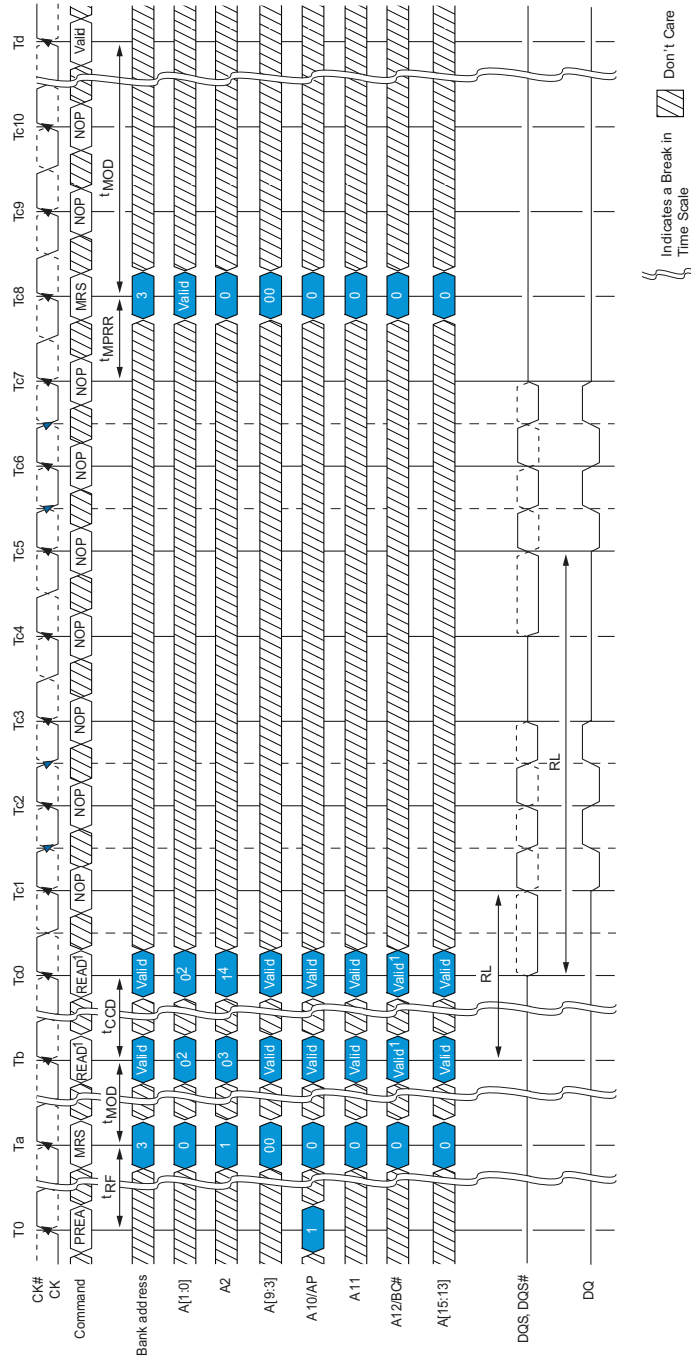 T0 Ta Tb Tc0 Tc1 Tc2 Tc3 Tc4 Tc5 Tc6 Tc7 Tc8 Tc9 Tc10 Td
CK#
CK
Command PREA MRS READ1 READ1 NOP NOP NOP NOP NOP NOP NOP MRS NOP NOP Valid
tRF tMOD tCCD tMPRR tMOD
Bank address 3 Valid Valid 3
A[1:0] 0 02 02 Valid
A2 1 03 14 0
A[9:3] 00 Valid Valid 00
A10/AP 1 0 Valid Valid 0
A11 0 Valid Valid 0
A12/BC# 0 Valid1 Valid1 0
A[15:13] 0 Valid Valid 0
RL
DQS, DQS#
RL
DQ
Indicates a Break in
Time Scale
Don't Care